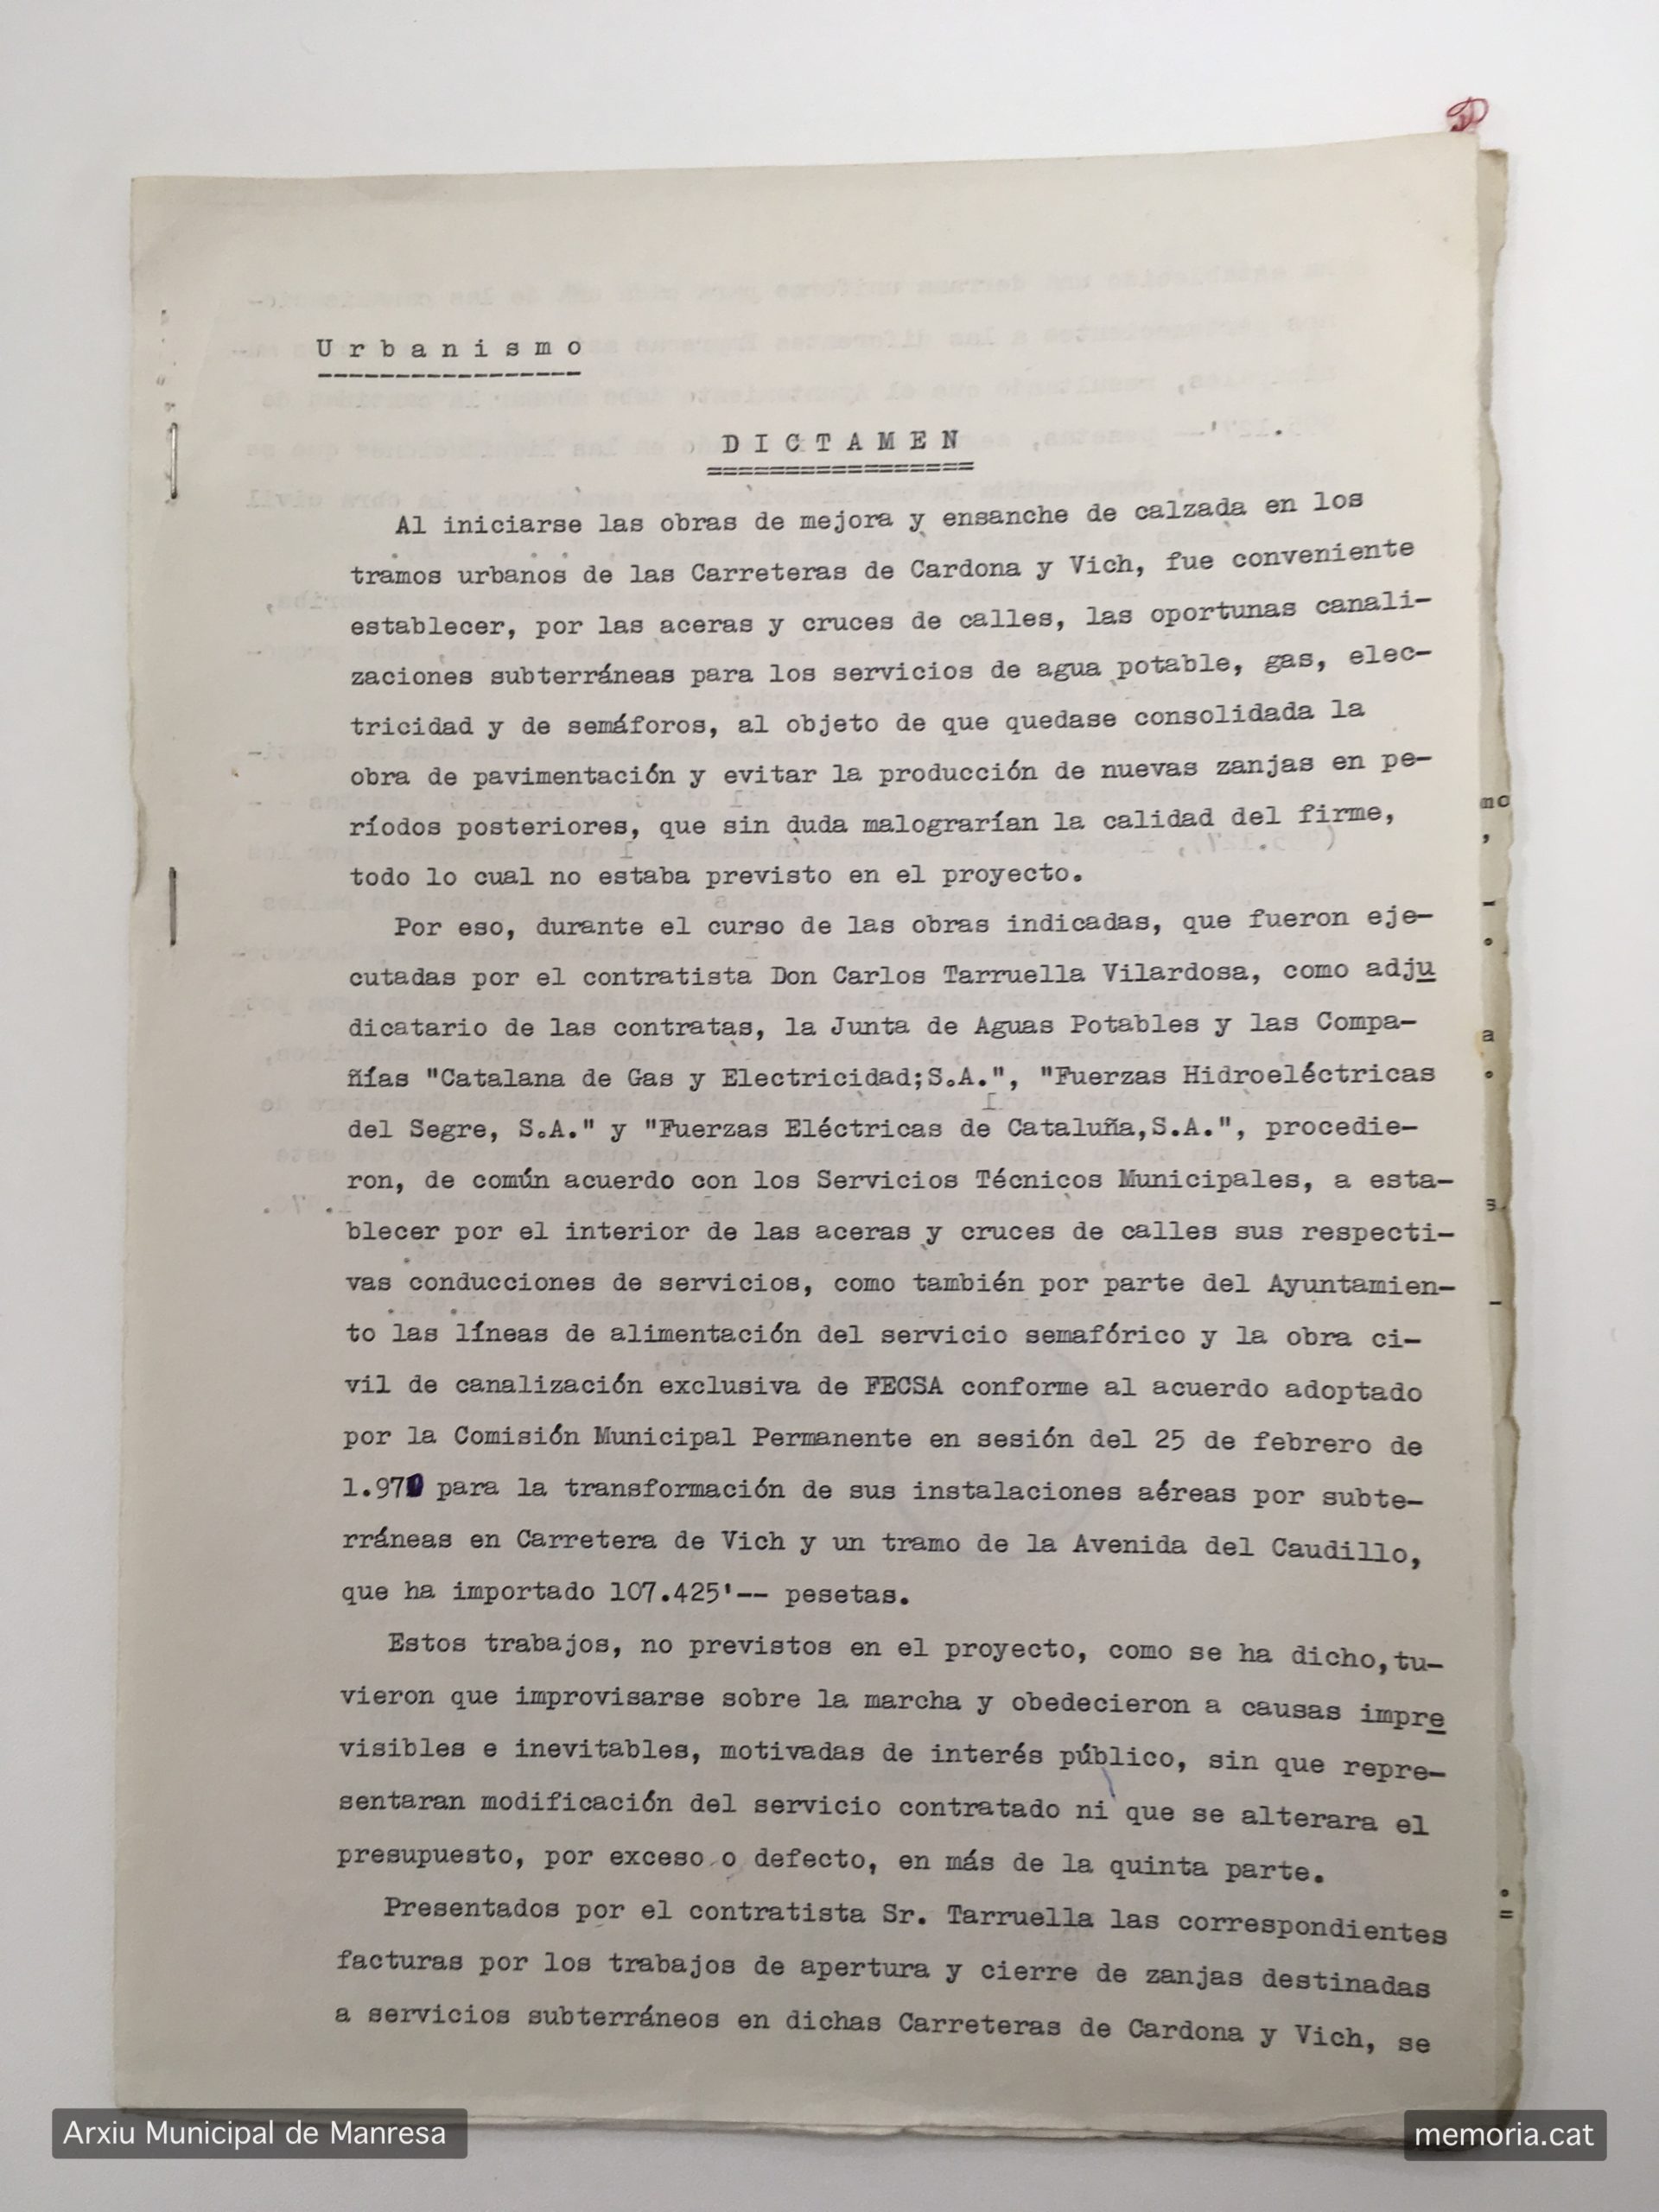 Urbanismo
DICTAMEN
Al iniciarse las obras de mejora y ensanche de calzada en los
tramos urbanos de las Carreteras de Cardona y Vich, fue conveniente
establecer, por las aceras y cruces de calles, las oportunas canali-
zaciones subterráneas para los servicios de agua potable, gas, elec-
tricidad y de semáforos, al objeto de que quedase consolidada la
obra de pavimentación y evitar la producción de nuevas zanjas en pe-
ríodos posteriores, que sin duda malograrían la calidad del firme,
todo lo cual no estaba previsto en el proyecto.
Por eso, durante el curso de las obras indicadas, que fueron eje-
cutadas por el contratista Don Carlos Tarruella Vilardosa, como adju
dicatario de las contratas, la Junta de Aguas Potables y las Compa-
ñías "Catalana de Gas y Electricidad;S.A.", "Fuerzas Hidroeléctricas
del Segre, S.A." y "Fuerzas Eléctricas de Cataluña,S.A.", procedie-
ron, de común acuerdo con los Servicios Técnicos Municipales, a esta-
blecer por el interior de las aceras y cruces de calles sus respecti-
vas conducciones de servicios, como también por parte del Ayuntamien-
to las líneas de alimentación del servicio semafórico y la obra ci-
vil de canalización exclusiva de FECSA conforme al acuerdo adoptado
por la Comisión Municipal Permanente en sesión del 25 de febrero de
1.970 para la transformación de sus instalaciones aéreas por subte-
rráneas en Carretera de Vich y un tramo de la Avenida del Caudillo,
que ha importado 107.425'-- pesetas.
Estos trabajos, no previstos en el proyecto, como se ha dicho,tu-
vieron que improvisarse sobre la marcha y obedecieron a causas impre
visibles e inevitables, motivadas de interés público, sin que repre-
sentaran modificación del servicio contratado ni que se alterara el
presupuesto, por exceso o defecto, en más de la quinta parte.
Presentados por el contratista Sr. Tarruella las correspondientes
facturas por los trabajos de apertura y cierre de zanjas destinadas
a servicios subterráneos en dichas Carreteras de Cardona y Vich, se
Arxiu Municipal de Manresa
memoria.cat